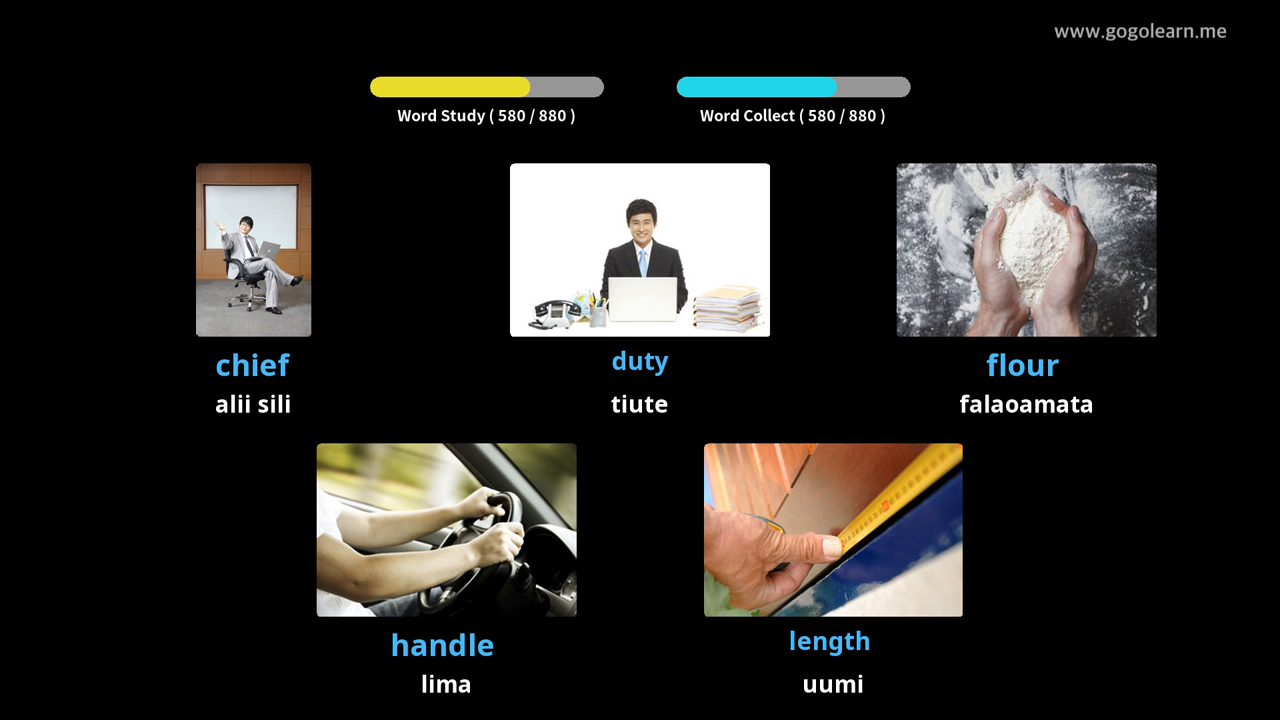 www.gogolearn.me
Word Study ( 580 / 880 )
Word Collect ( 580 / 880 )
chief
alii sili
duty
tiute
flour
falaoamata
handle
lima
length
uumi